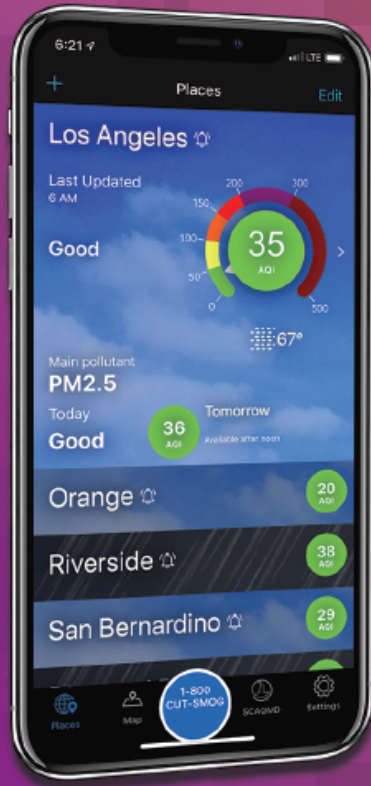 6:21
LTE
+
Places
Edit
Los Angeles
Last Updated
6 AM
Good
0
50
100
150
200
300
500
35
AQI
67°
Main pollutant
PM2.5
Today
Good
36
AQI
Tomorrow
Available after noon
Orange
20
AQI
Riverside
38
AQI
San Bernardino
29
AQI
Places
Map
1-800
CUT-SMOG
SCAQMD
Settings